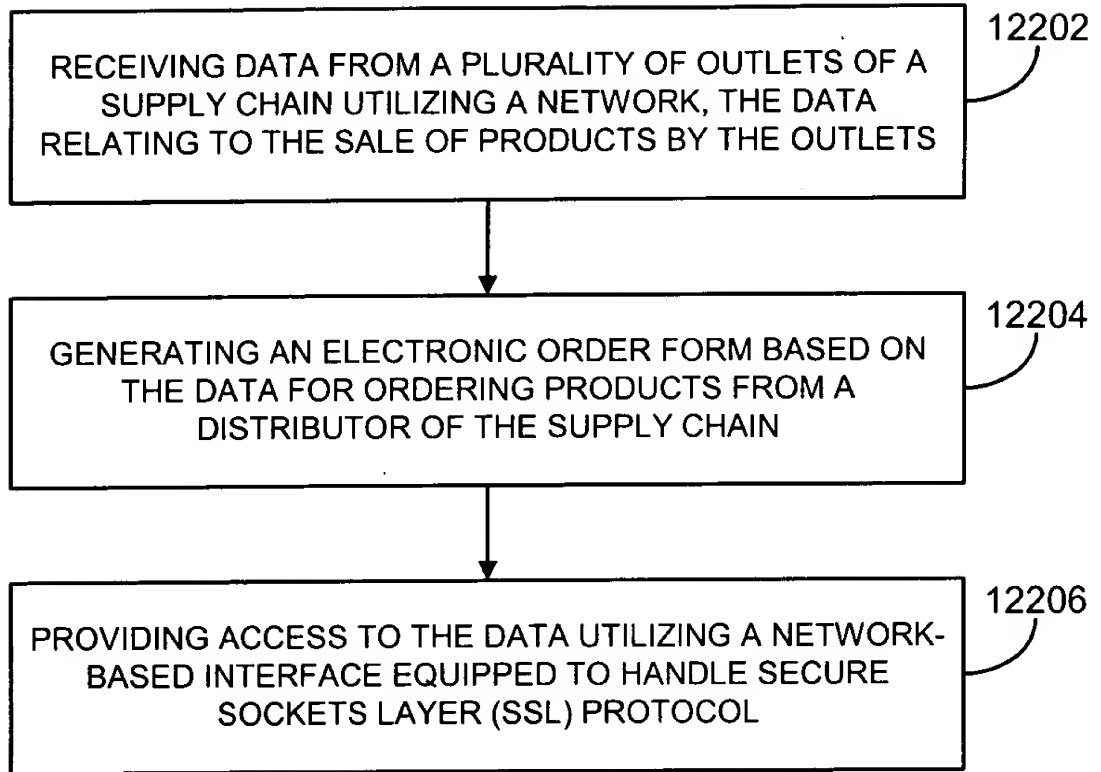 12202
RECEIVING DATA FROM A PLURALITY OF OUTLETS OF A
SUPPLY CHAIN UTILIZING A NETWORK, THE DATA
RELATING TO THE SALE OF PRODUCTS BY THE OUTLETS
12204
GENERATING AN ELECTRONIC ORDER FORM BASED ON
THE DATA FOR ORDERING PRODUCTS FROM A
DISTRIBUTOR OF THE SUPPLY CHAIN
12206
PROVIDING ACCESS TO THE DATA UTILIZING A NETWORK-
BASED INTERFACE EQUIPPED TO HANDLE SECURE
SOCKETS LAYER (SSL) PROTOCOL